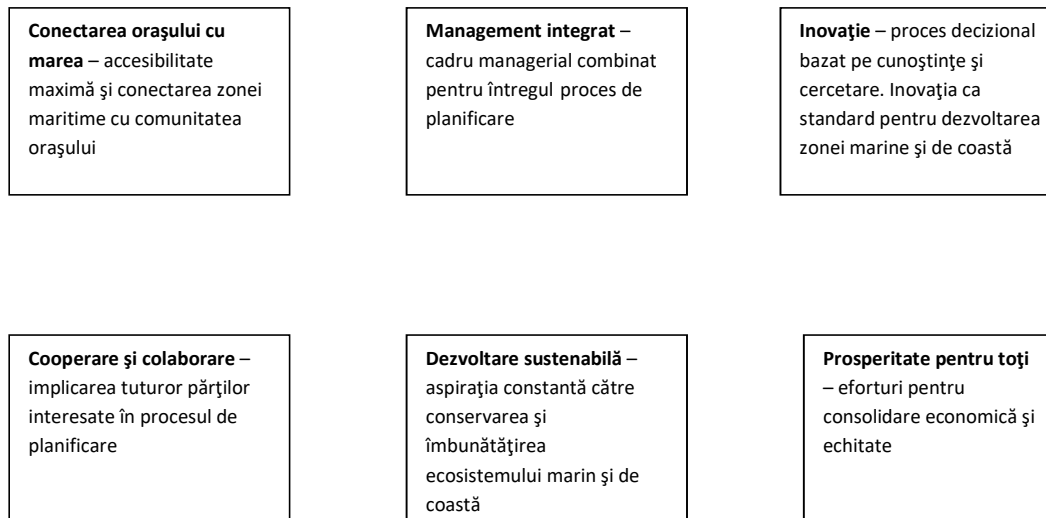 Conectarea oraşului cu
marea – accesibilitate
maximă şi conectarea zonei
maritime cu comunitatea
oraşului
Management integrat –
cadru managerial combinat
pentru întregul proces de
planificare
Inovaţie – proces decizional
bazat pe cunoştinţe şi
cercetare. Inovaţia ca
standard pentru dezvoltarea
zonei marine şi de coastă
Cooperare şi colaborare –
implicarea tuturor părţilor
interesate în procesul de
planificare
Dezvoltare sustenabilă –
aspiraţia constantă către
conservarea şi
îmbunătăţirea
ecosistemului marin şi de
coastă
Prosperitate pentru toţi
– eforturi pentru
consolidare economică şi
echitate